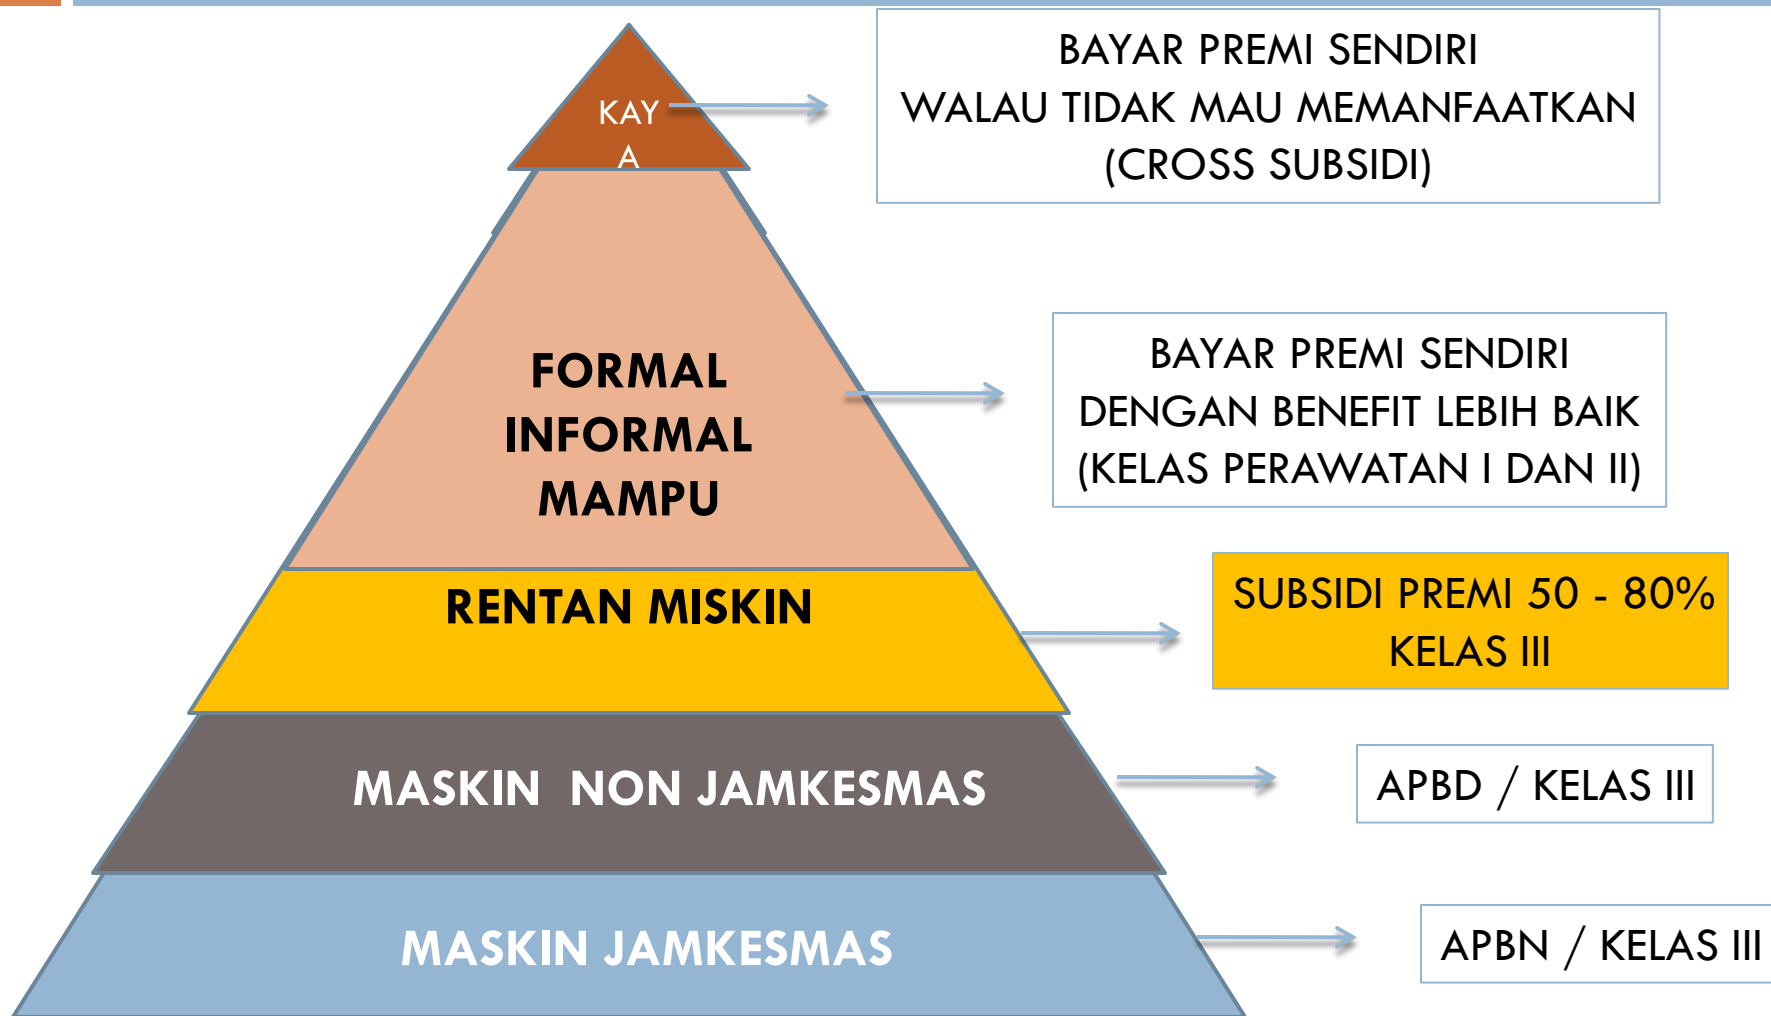 KAY
A
BAYAR PREMI SENDIRI
WALAU TIDAK MAU MEMANFAATKAN
(CROSS SUBSIDI)
FORMAL
INFORMAL
MAMPU
BAYAR PREMI SENDIRI
DENGAN BENEFIT LEBIH BAIK
(KELAS PERAWATAN I DAN II)
RENTAN MISKIN
SUBSIDI PREMI 50 - 80%
KELAS III
MASKIN NON JAMKESMAS
APBD / KELAS III
MASKIN JAMKESMAS
APBN / KELAS III